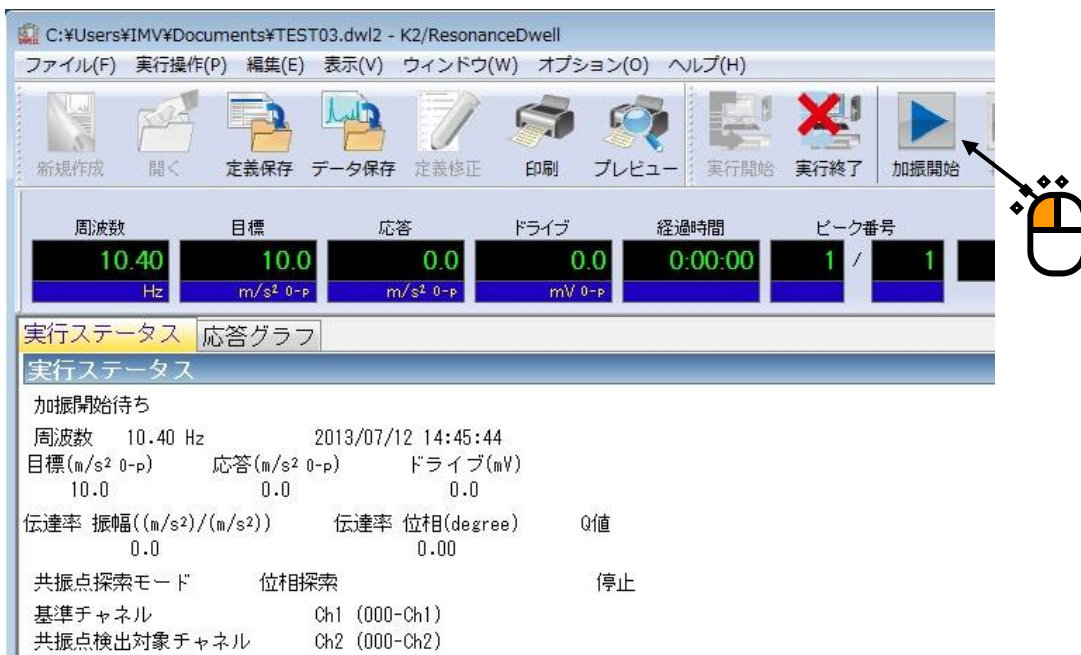 C:¥Users¥IMV¥Documents¥TEST03.dwl2 - K2/ResonanceDwell
ファイル(F) 実行操作(P) 編集(E) 表示(V) ウィンドウ(W) オプション(O) ヘルプ(H)
新規作成 開く 定義保存 データ保存 定義修正 印刷 プレビュー 実行開始 実行終了 加振開始
周波数 目標 応答 ドライブ 経過時間 ピーク番号
10.40 10.0 0.0 0.0 0:00:00 1 / 1
Hz m/s² 0-p m/s² 0-p mV 0-p
実行ステータス 応答グラフ
実行ステータス
加振開始待ち
周波数 10.40 Hz 2013/07/12 14:45:44
目標(m/s² 0-p) 応答(m/s² 0-p) ドライブ(mV)
10.0 0.0 0.0
伝達率 振幅((m/s²)/(m/s²)) 伝達率 位相(degree) Q値
0.0 0.00
共振点探索モード 位相探索 停止
基準チャネル Ch1 (000-Ch1)
共振点検出対象チャネル Ch2 (000-Ch2)